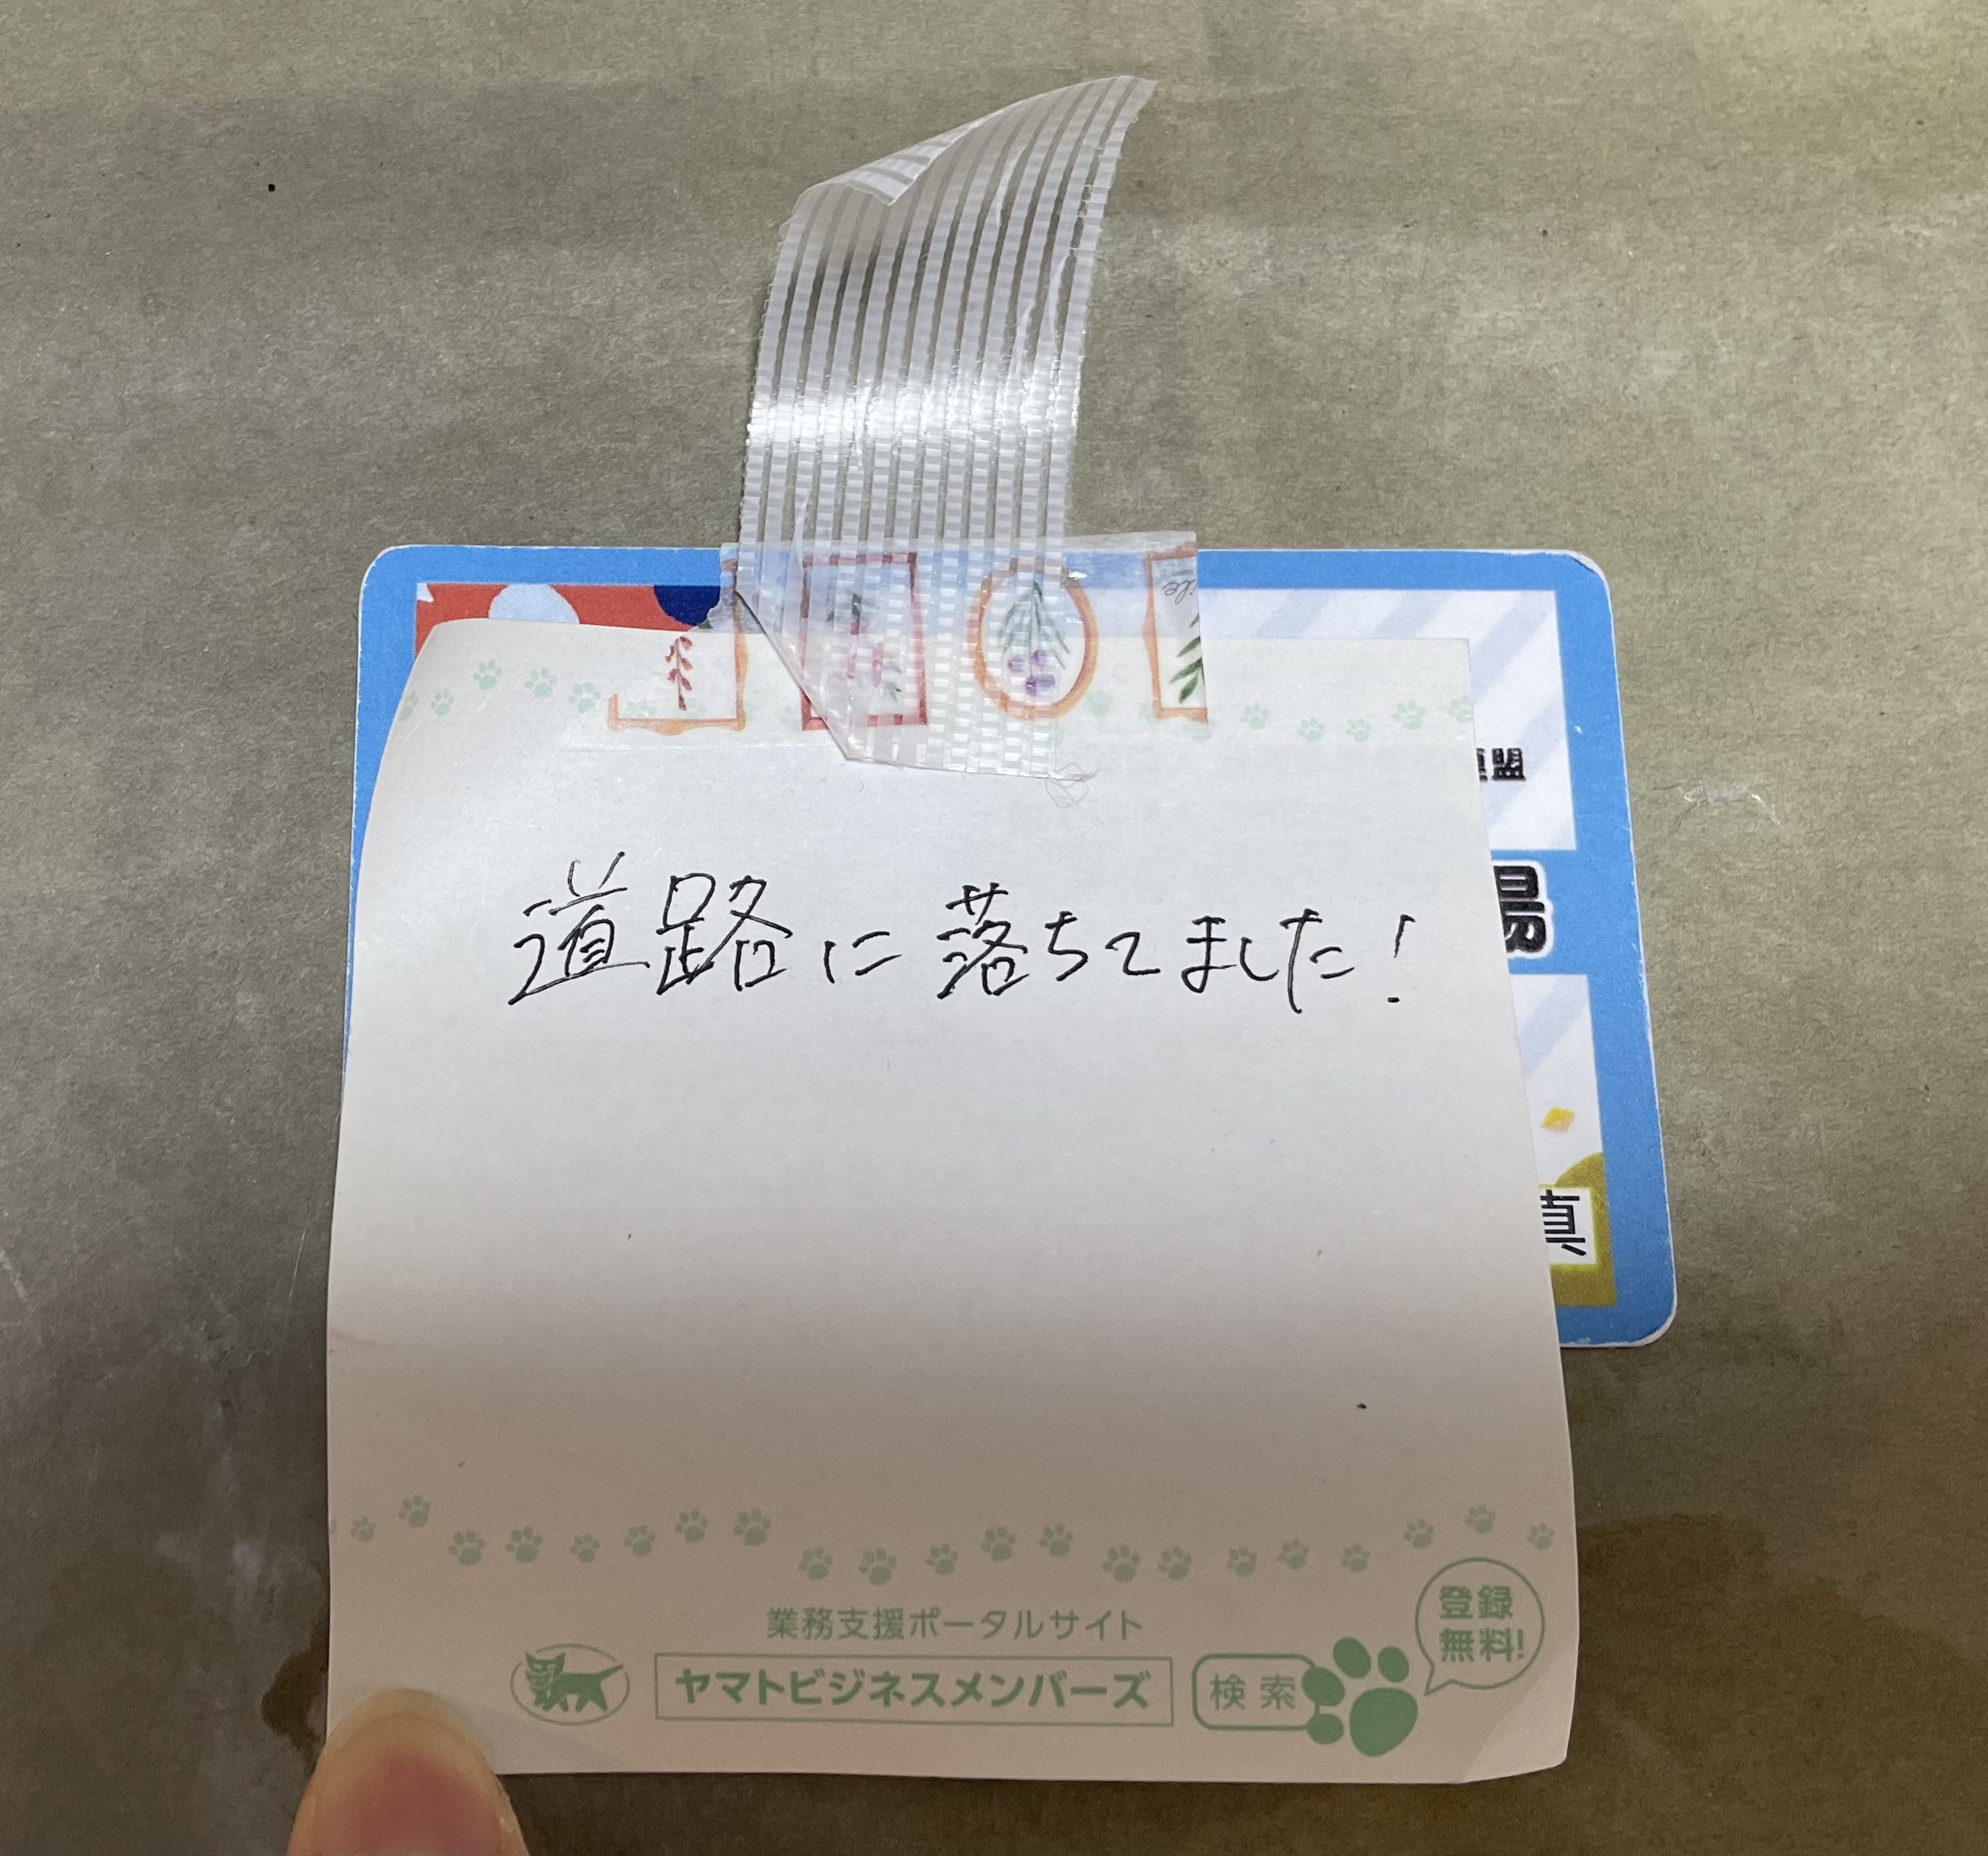 盟
道路に落ちてました!
真
業務支援ポータルサイト
ヤマトビジネスメンバーズ
検索
登録
無料!